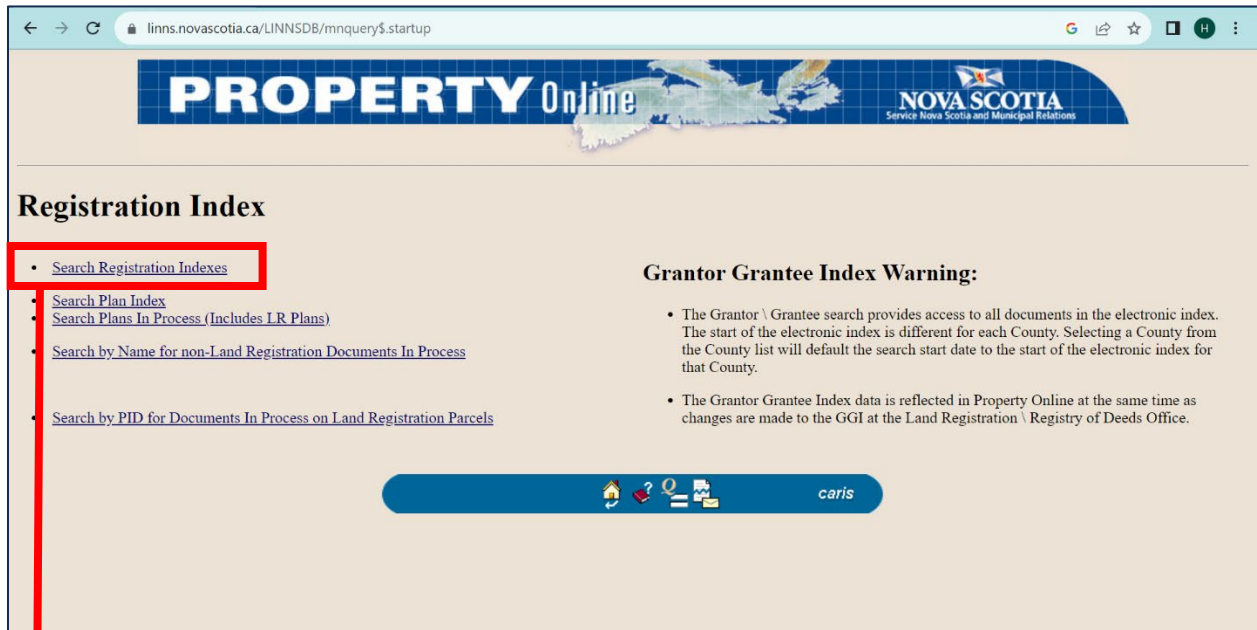 linns.novascotia.ca/LINNSDB/mnquery$.startup
G
H
PROPERTY Online
NOVA SCOTIA
Service Nova Scotia and Municipal Relations
Registration Index
• Search Registration Indexes
• Search Plan Index
• Search Plans In Process (Includes LR Plans)
• Search by Name for non-Land Registration Documents In Process
• Search by PID for Documents In Process on Land Registration Parcels
Grantor Grantee Index Warning:
• The Grantor \ Grantee search provides access to all documents in the electronic index.
The start of the electronic index is different for each County. Selecting a County from
the County list will default the search start date to the start of the electronic index for
that County.
• The Grantor Grantee Index data is reflected in Property Online at the same time as
changes are made to the GGI at the Land Registration \ Registry of Deeds Office.
? Q
caris